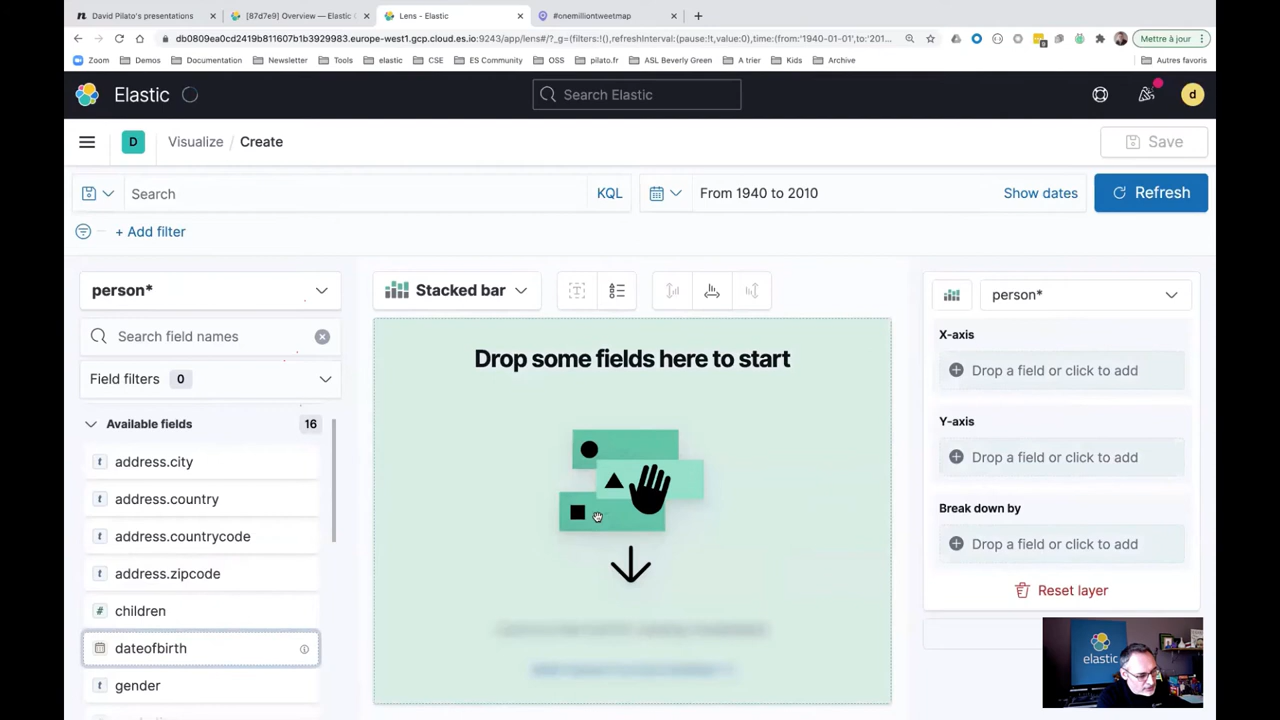 David Pilato's presentations
[87d7e9] Overview — Elastic C
Lens - Elastic
#onemilliontweetmap
db0809ea0cd2419b811607b1b3929983.europe-west1.gcp.cloud.es.io:9243/app/lens#/?_g=(filters:!(),refreshInterval:(pause:!t,value:0),time:(from:'1940-01-01',to:'201...
Mettre à jour
Zoom
Demos
Documentation
Newsletter
Tools
elastic
CSE
ES Community
OSS
pilato.fr
ASL Beverly Green
A trier
Kids
Archive
Autres favoris
Elastic
Search Elastic
d
D
Visualize / Create
Save
Search
KQL
From 1940 to 2010
Show dates
Refresh
+ Add filter
person*
Stacked bar
person*
Search field names
Drop some fields here to start
X-axis
Drop a field or click to add
Field filters 0
Available fields 16
Y-axis
Drop a field or click to add
t address.city
t address.country
t address.countrycode
t address.zipcode
# children
dateofbirth
t gender
Break down by
Drop a field or click to add
Reset layer
elastic